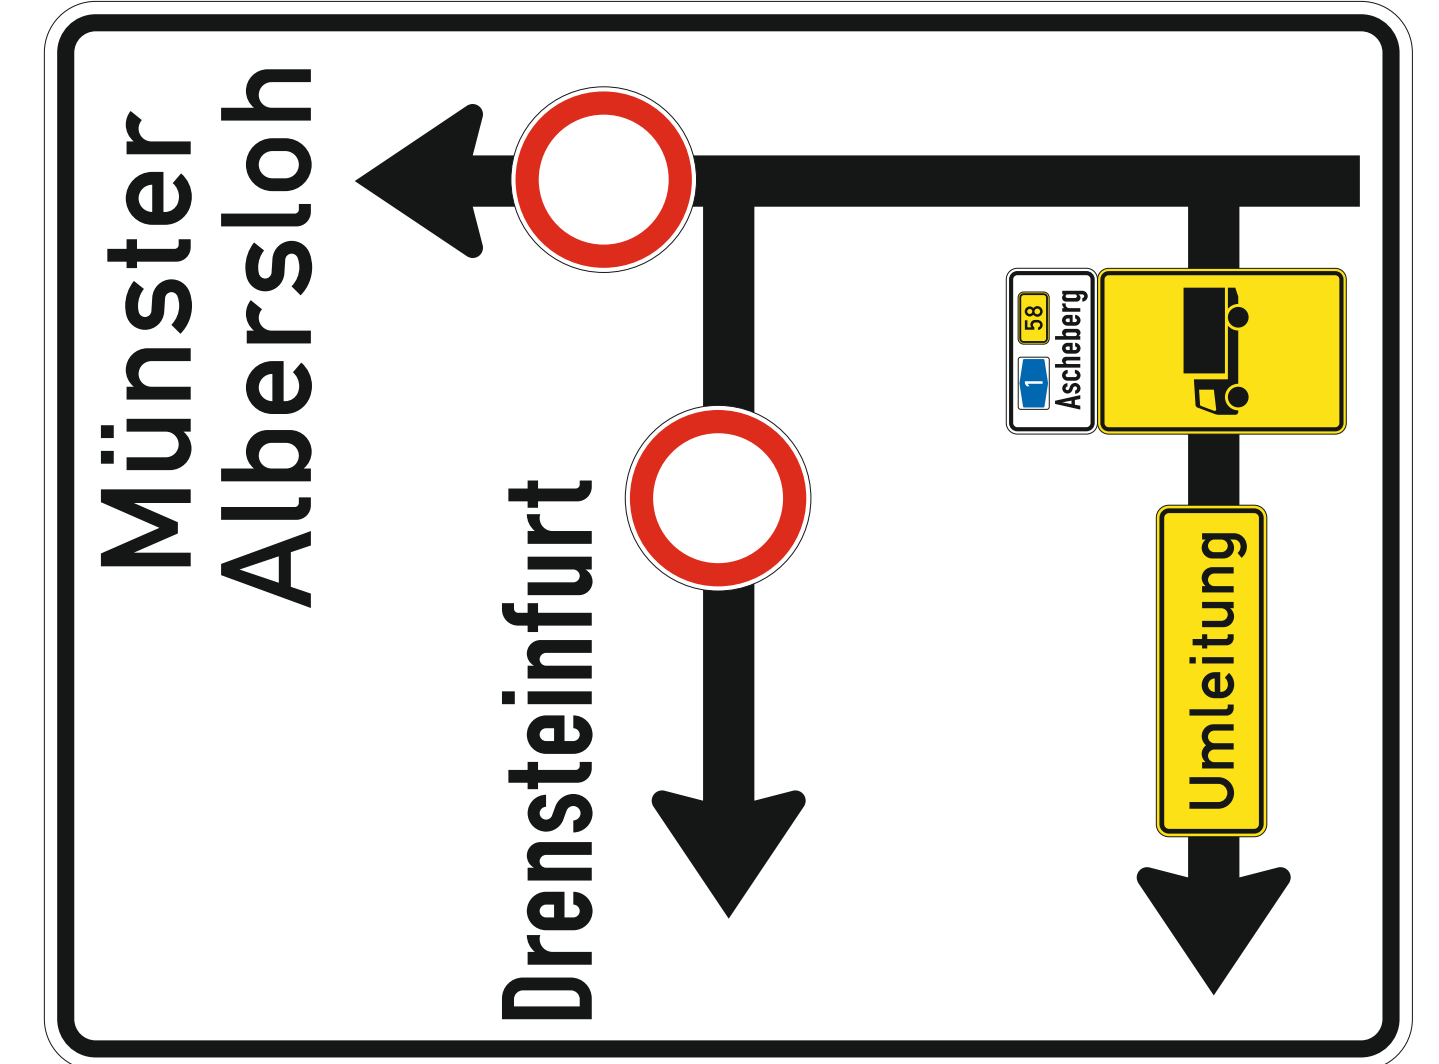 Münster
Albersloh
Drensteinfurt
1 58
Ascheberg
Umleitung